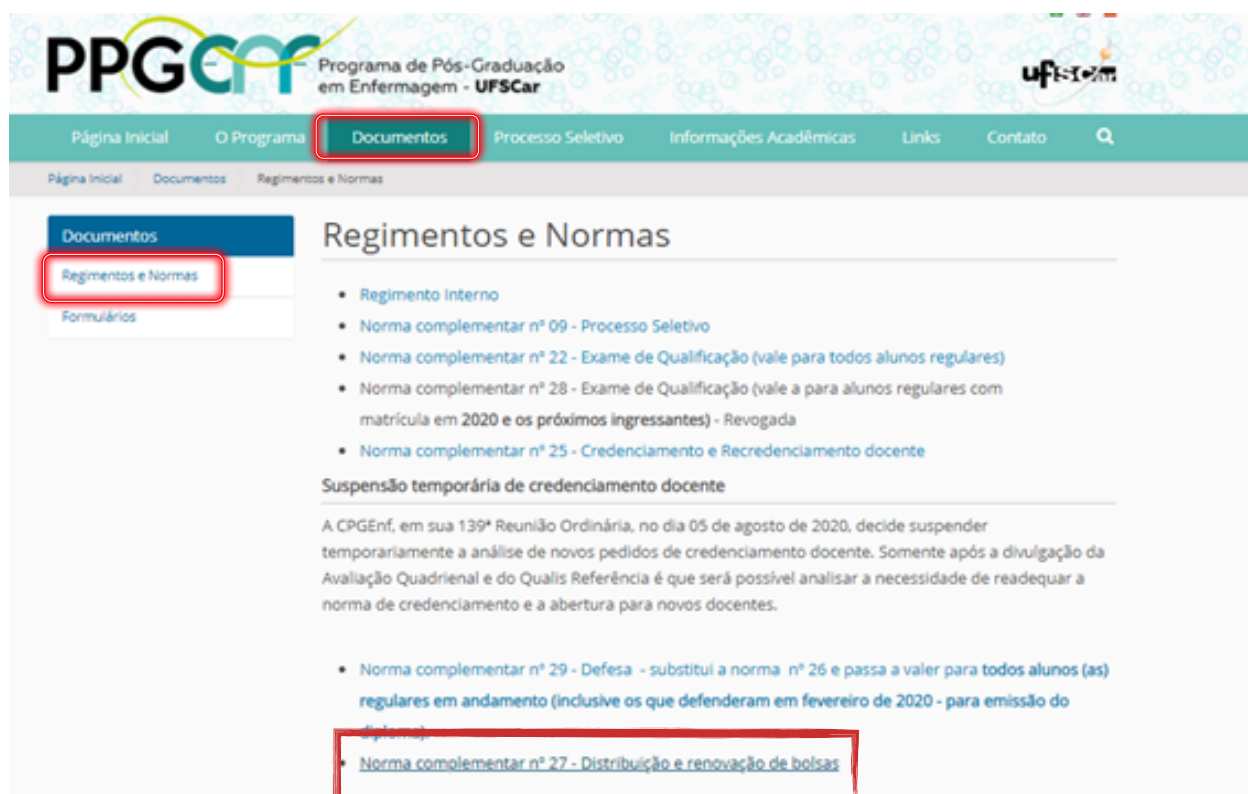 PPGEnf
Programa de Pós-Graduação
em Enfermagem - UFSCar
ufscar
Página Inicial O Programa Documentos Processo Seletivo Informações Acadêmicas Links Contato
Página Inicial Documentos Regimentos e Normas
Documentos
Regimentos e Normas
Formulários
Regimentos e Normas
• Regimento Interno
• Norma complementar nº 09 - Processo Seletivo
• Norma complementar nº 22 - Exame de Qualificação (vale para todos alunos regulares)
• Norma complementar nº 28 - Exame de Qualificação (vale a para alunos regulares com
matrícula em 2020 e os próximos ingressantes) - Revogada
• Norma complementar nº 25 - Credenciamento e Recredenciamento docente
Suspensão temporária de credenciamento docente
A CPGEnf, em sua 139ª Reunião Ordinária, no dia 05 de agosto de 2020, decide suspender
temporariamente a análise de novos pedidos de credenciamento docente. Somente após a divulgação da
Avaliação Quadrienal e do Qualis Referência é que será possível analisar a necessidade de readequar a
norma de credenciamento e a abertura para novos docentes.
• Norma complementar nº 29 - Defesa - substitui a norma nº 26 e passa a valer para todos alunos (as)
regulares em andamento (inclusive os que defenderam em fevereiro de 2020 - para emissão do
diploma).
• Norma complementar nº 27 - Distribuição e renovação de bolsas